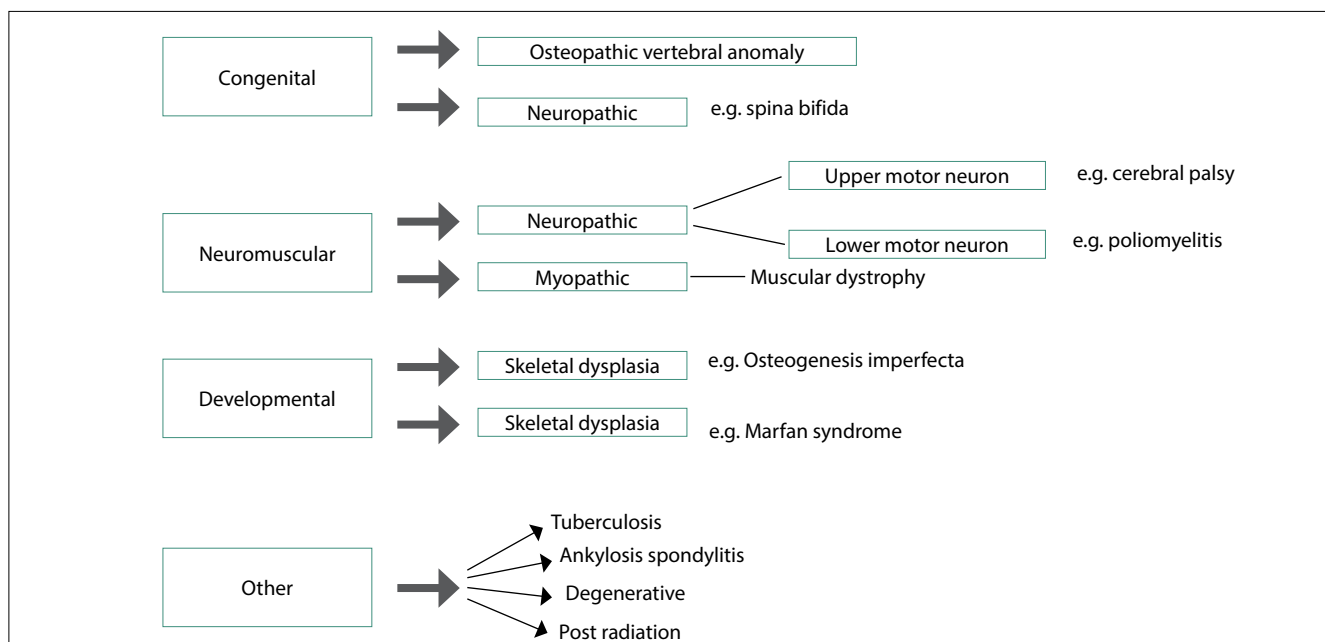 Congenital
Osteopathic vertebral anomaly
Neuropathic
e.g. spina bifida
Neuromuscular
Neuropathic
Upper motor neuron
e.g. cerebral palsy
Lower motor neuron
e.g. poliomyelitis
Myopathic
Muscular dystrophy
Developmental
Skeletal dysplasia
e.g. Osteogenesis imperfecta
Skeletal dysplasia
e.g. Marfan syndrome
Other
Tuberculosis
Ankylosis spondylitis
Degenerative
Post radiation